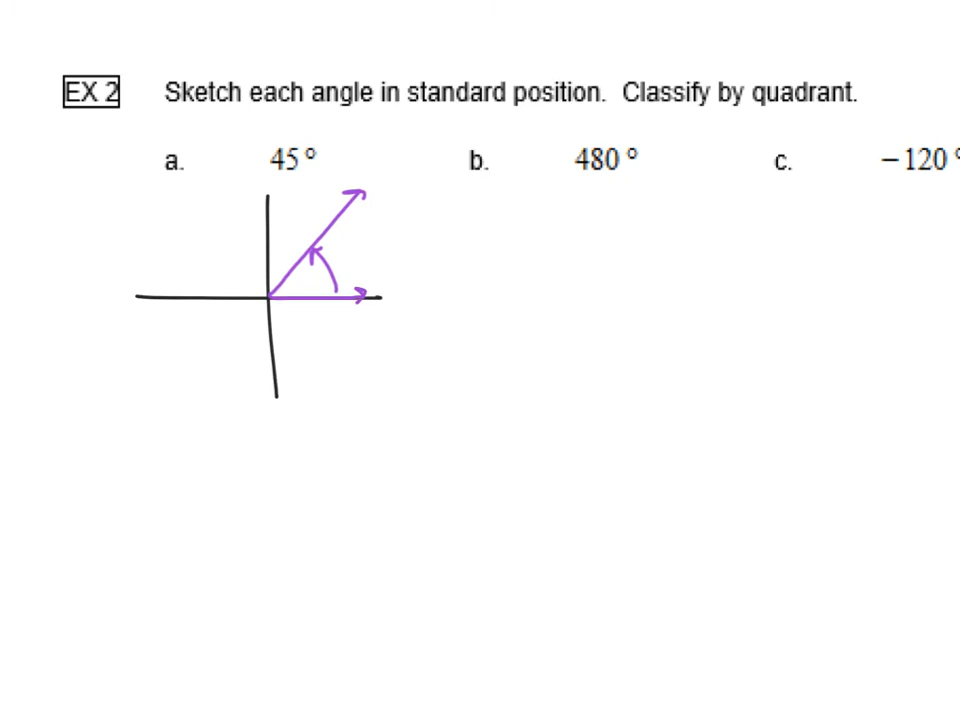 EX 2 Sketch each angle in standard position. Classify by quadrant.
a. 45° b. 480° c. −120°